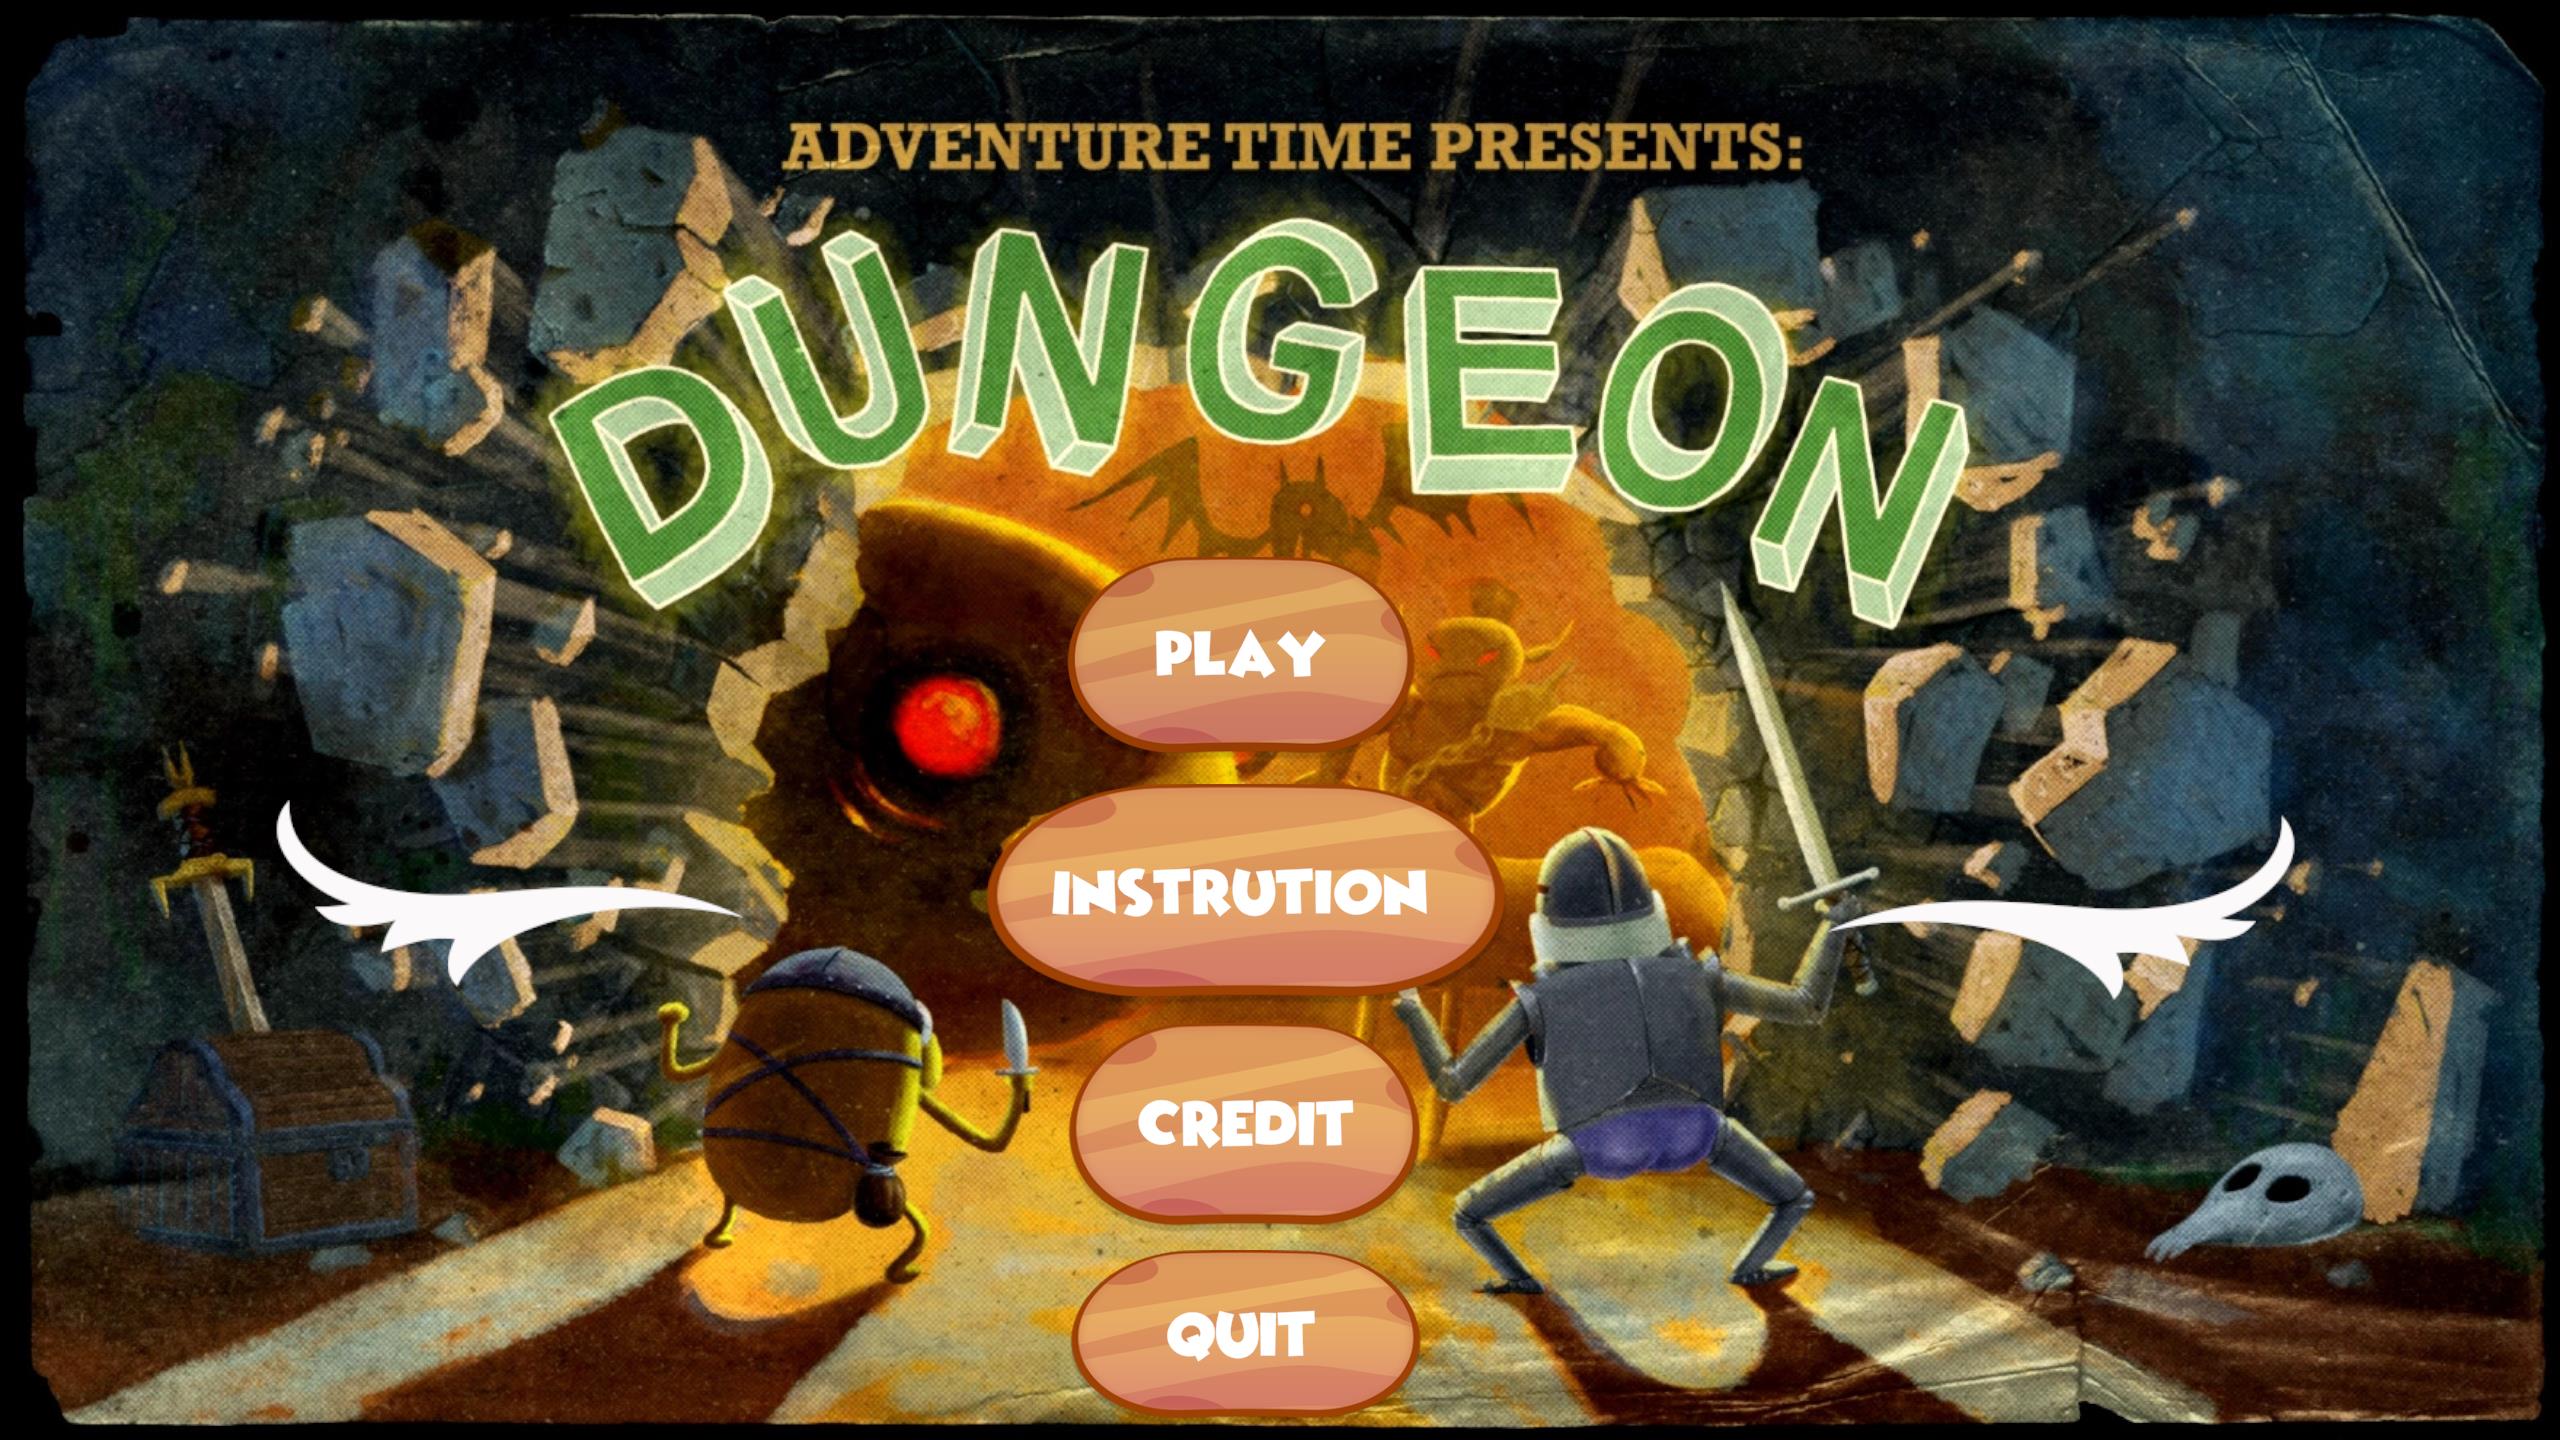 ADVENTURE TIME PRESENTS:
DUNGEON
PLAY
INSTRUTION
CREDIT
QUIT